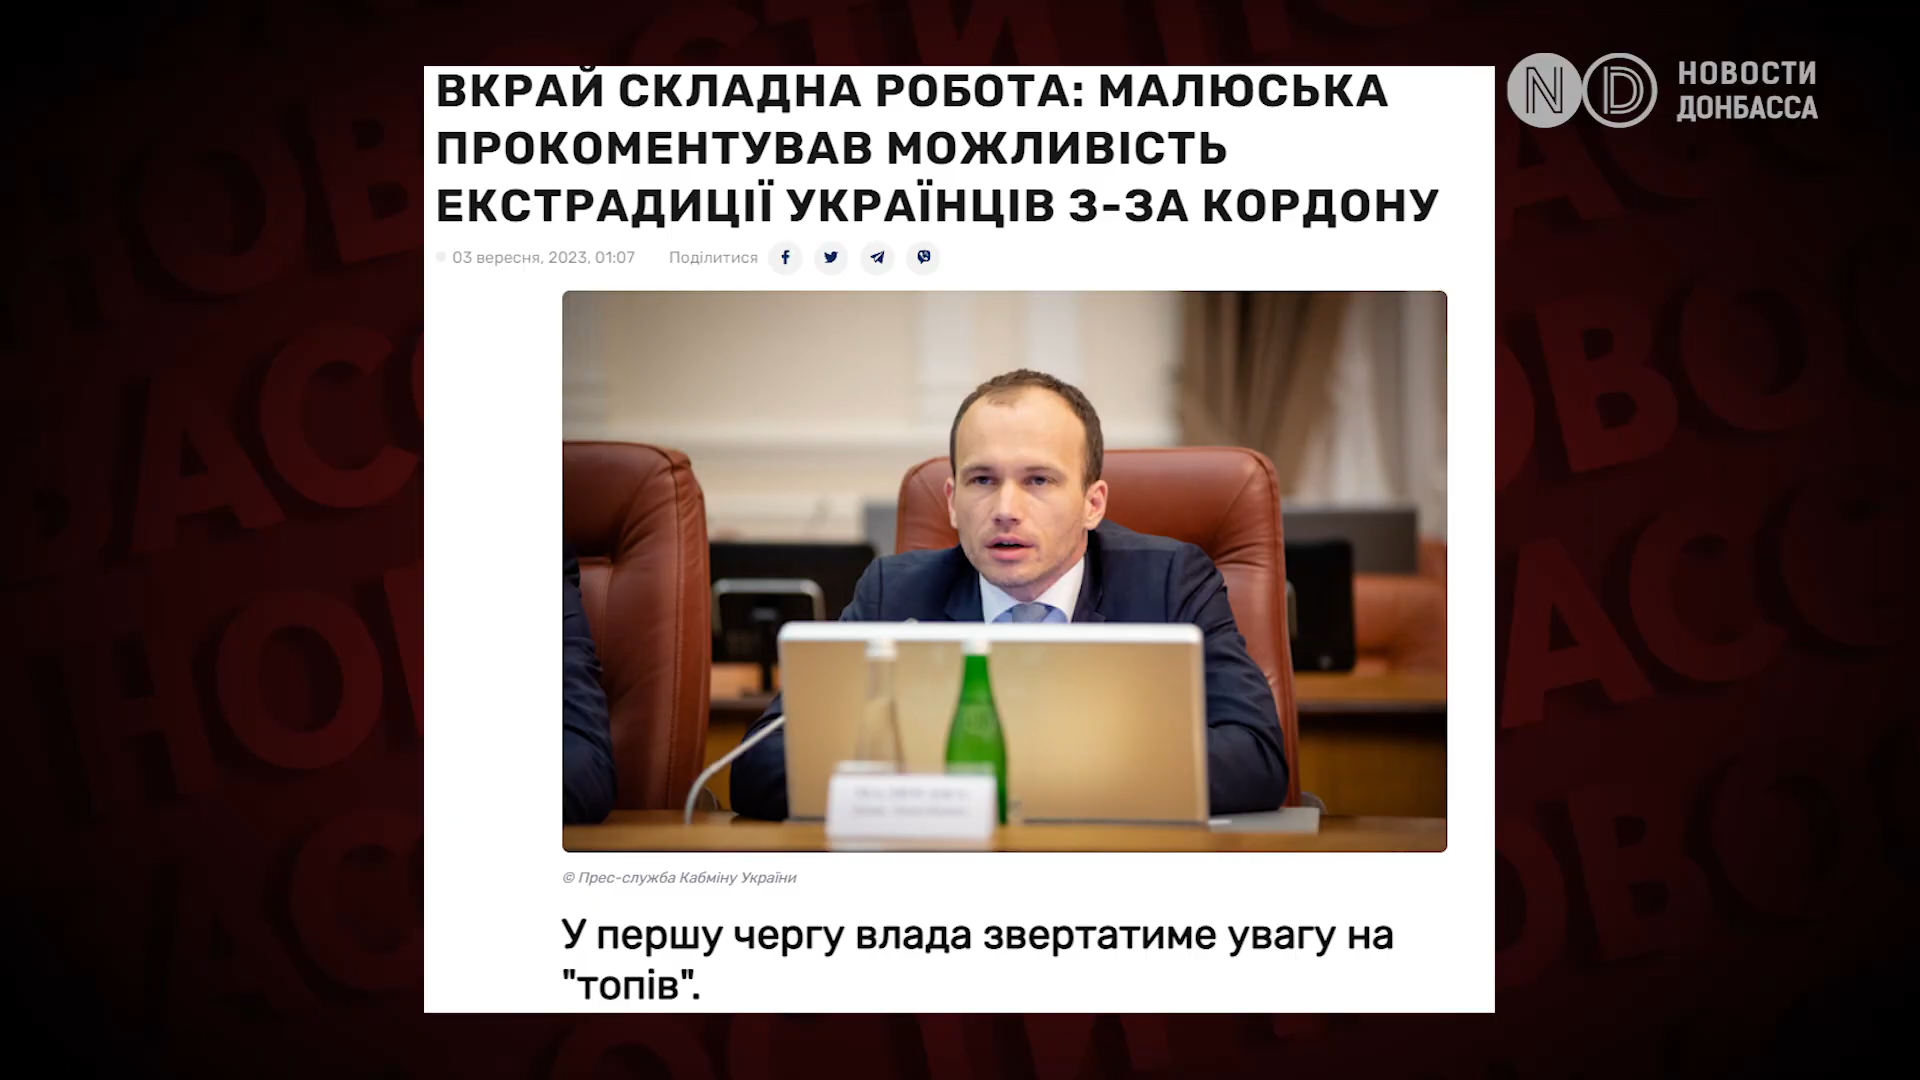 ВКРАЙ СКЛАДНА РОБОТА: МАЛЮСЬКА
ПРОКОМЕНТУВАВ МОЖЛИВІСТЬ
ЕКСТРАДИЦІЇ УКРАЇНЦІВ З-ЗА КОРДОНУ
03 вересня, 2023, 01:07 Поділитися
© Прес-служба Кабміну України
У першу чергу влада звертатиме увагу на
"топів".
ND НОВОСТИ
ДОНБАССА